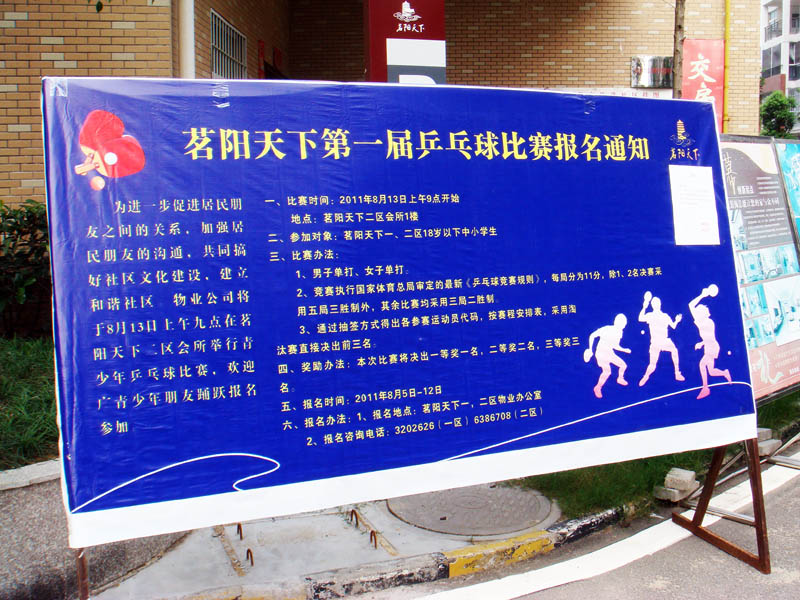 茗阳天下
交房
茗阳天下第一届乒乓球比赛报名通知
茗阳天下
为进一步促进居民朋
友之间的关系，加强居
民朋友的沟通，共同搞
好社区文化建设，建立
和谐社区 物业公司将
于8月13日上午九点在茗
阳天下二区会所举行青
少年乒乓球比赛，欢迎
广青少年朋友踊跃报名
参加
一、比赛时间：2011年8月13日上午9点开始
地点：茗阳天下二区会所1楼
二、参加对象：茗阳天下一、二区18岁以下中小学生
三、比赛办法：
1、男子单打、女子单打.
2、竞赛执行国家体育总局审定的最新《乒乓球竞赛规则》，每局分为11分，除1、2名决赛采
用五局三胜制外，其余比赛均采用三局二胜制.
3、通过抽签方式得出各参赛运动员代码，按赛程安排表，采用淘
汰赛直接决出前三名.
四、奖励办法：本次比赛将决出一等奖一名，二等奖二名，三等奖三
名.
五、报名时间：2011年8月5日-12日
六、报名办法：1、报名地点：茗阳天下一，二区物业办公室
2、报名咨询电话：3202626（一区）6386708（二区）